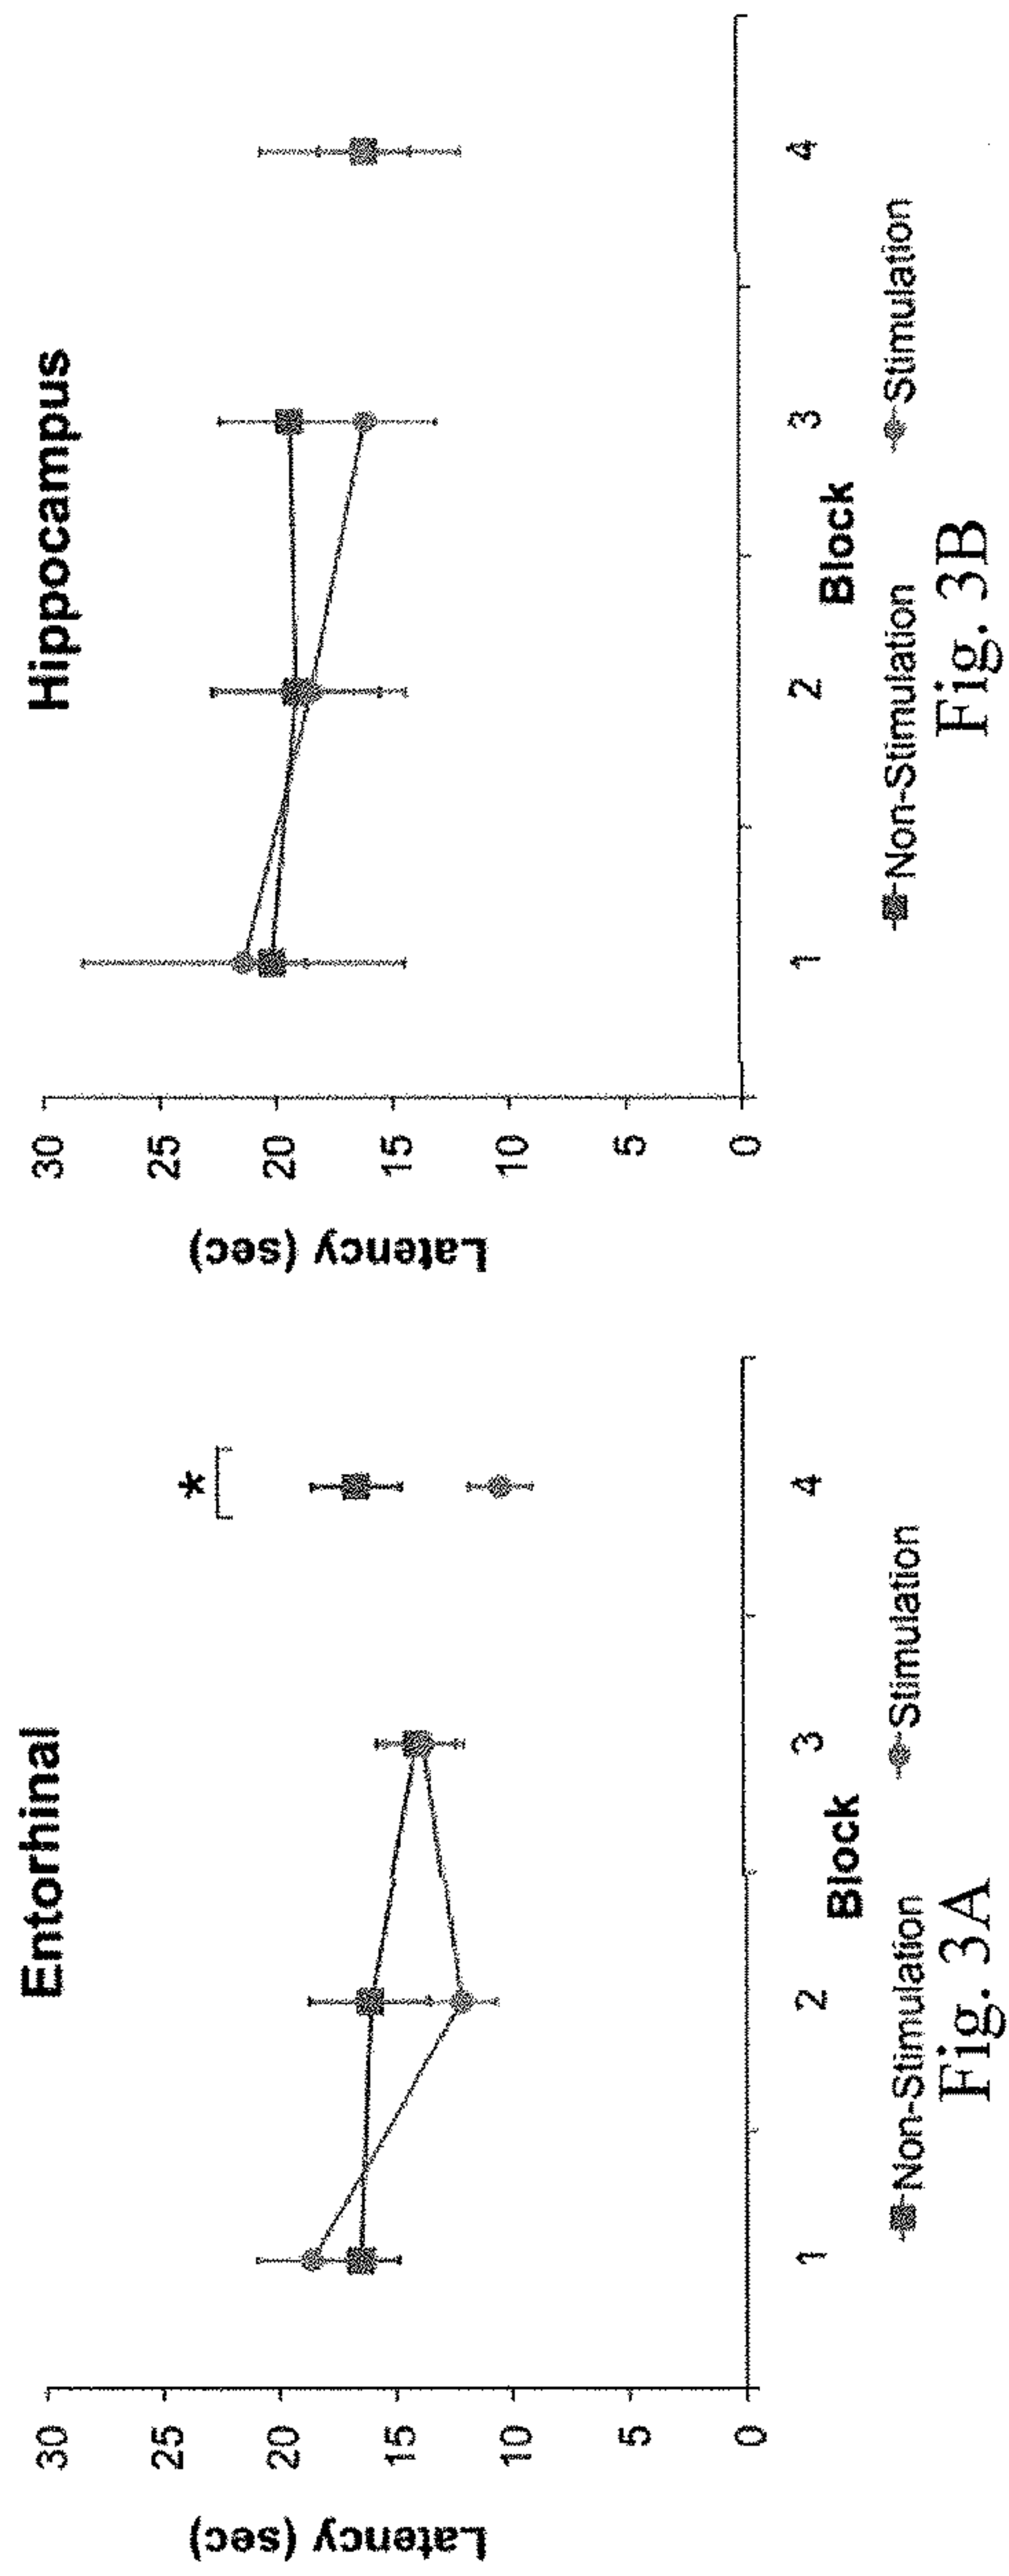 Entorhinal
Latency (sec)
30
25
20
15
10
5
0
*
1
2
3
4
Block
Non-Stimulation
Stimulation
Fig. 3A
Hippocampus
Latency (sec)
30
25
20
15
10
5
0
1
2
3
4
Block
Non-Stimulation
Stimulation
Fig. 3B